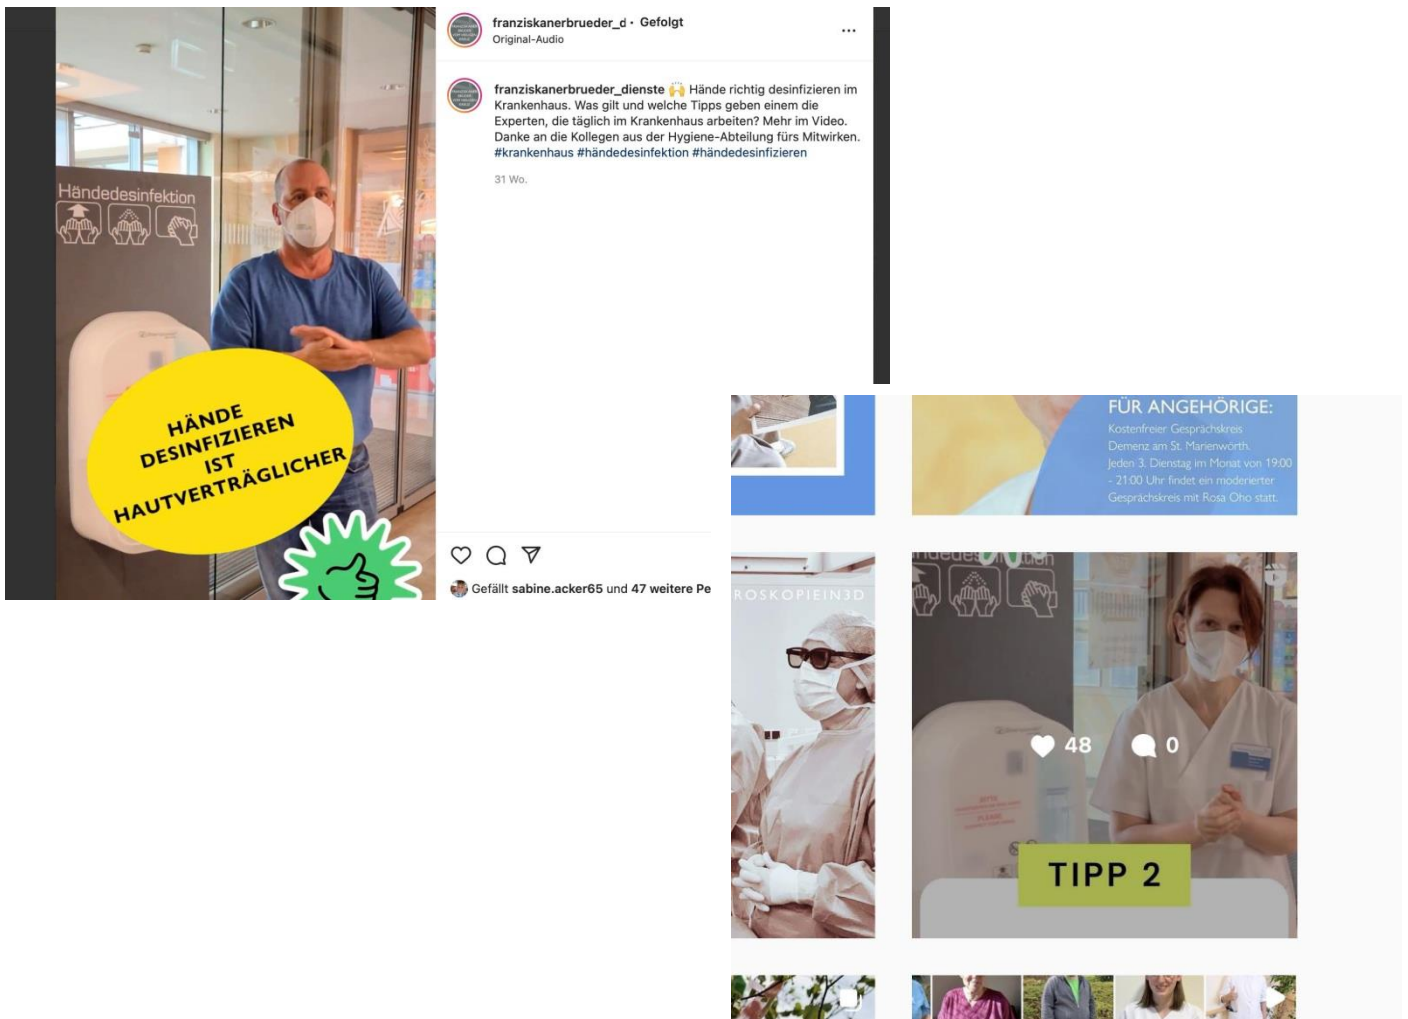 Händedesinfektion
HÄNDE
DESINFIZIEREN
IST
HAUTVERTRÄGLICHER
franziskanerbrueder_d • Gefolgt
Original-Audio
franziskanerbrueder_dienste 🙌 Hände richtig desinfizieren im
Krankenhaus. Was gilt und welche Tipps geben einem die
Experten, die täglich im Krankenhaus arbeiten? Mehr im Video.
Danke an die Kollegen aus der Hygiene-Abteilung fürs Mitwirken.
#krankenhaus #händedesinfektion #händedesinfizieren
31 Wo.
Gefällt sabine.acker65 und 47 weitere Pe
FÜR ANGEHÖRIGE:
Kostenfreier Gesprächskreis
Demenz am St. Marienwörth.
Jeden 3. Dienstag im Monat von 19:00
- 21:00 Uhr findet ein moderierter
Gesprächskreis mit Rosa Oho statt.
ROSKOPIEIN3D
48 0
BITTE
PLEASE
TIPP 2